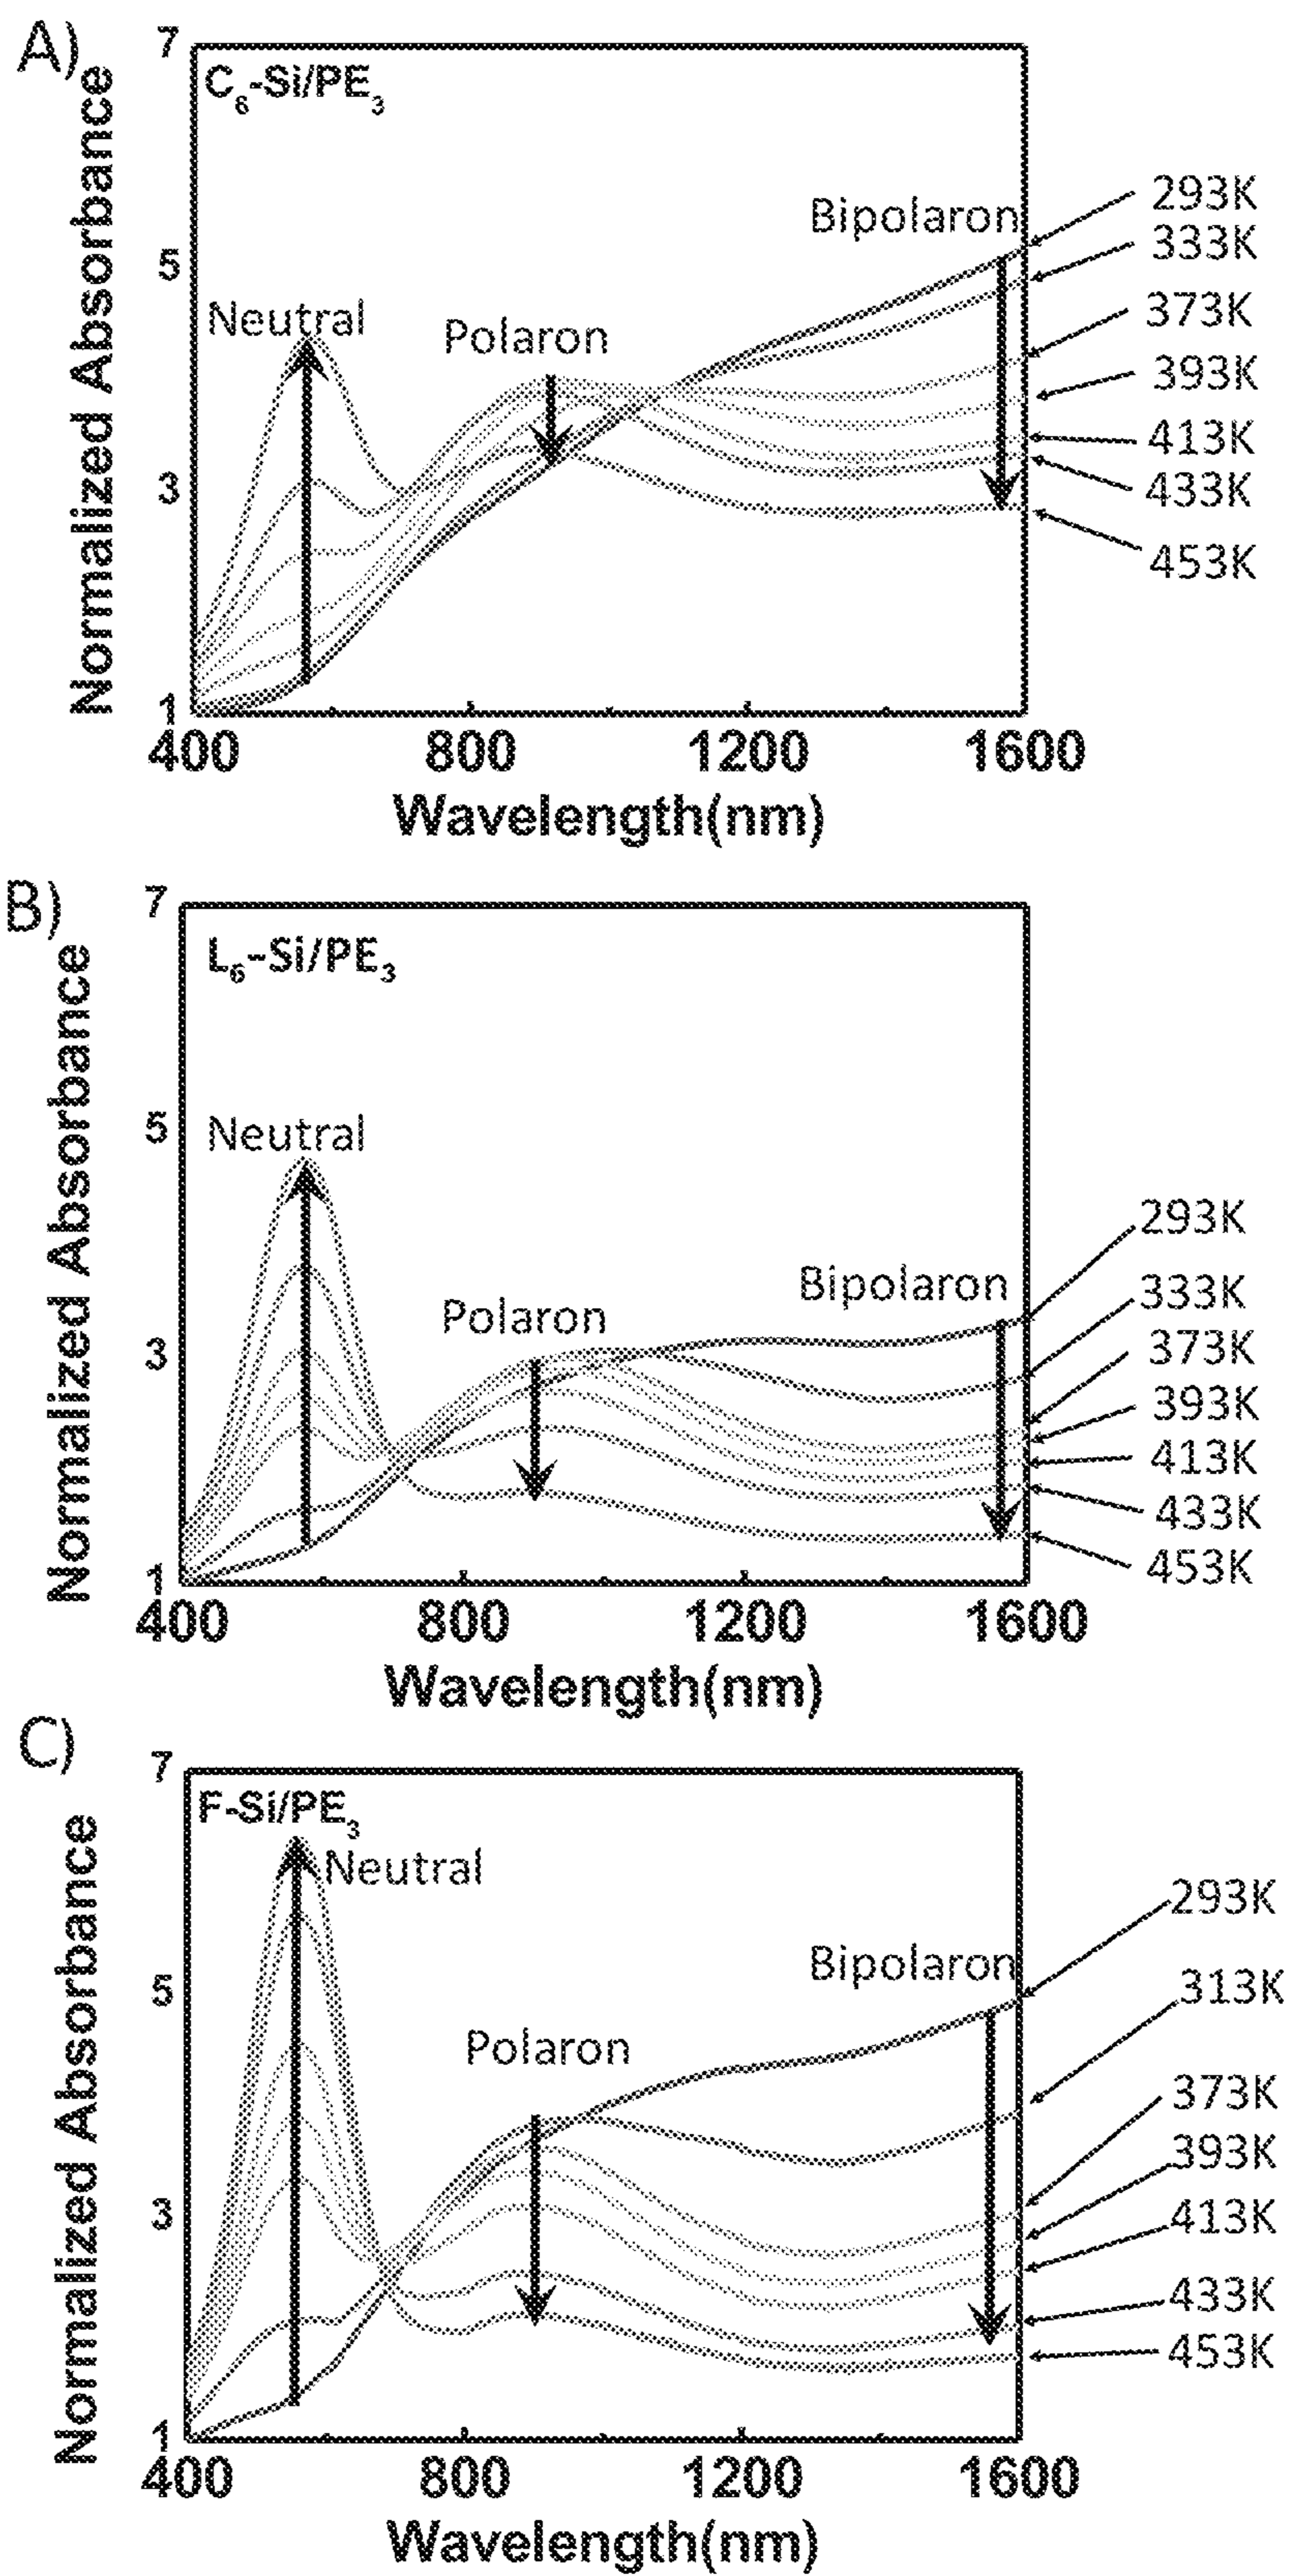 A)
7
C6-Si/PE3
Normalized Absorbance
293K
Bipolaron
333K
5
373K
Neutral
Polaron
393K
413K
3
433K
453K
1
400 800 1200 1600
Wavelength(nm)
B)
7
L6-Si/PE3
Normalized Absorbance
5
Neutral
293K
Bipolaron
333K
Polaron
3
373K
393K
413K
433K
453K
1
400 800 1200 1600
Wavelength(nm)
C)
7
F-Si/PE3
Normalized Absorbance
Neutral
293K
Bipolaron
5
313K
Polaron
373K
393K
3
413K
433K
453K
1
400 800 1200 1600
Wavelength(nm)